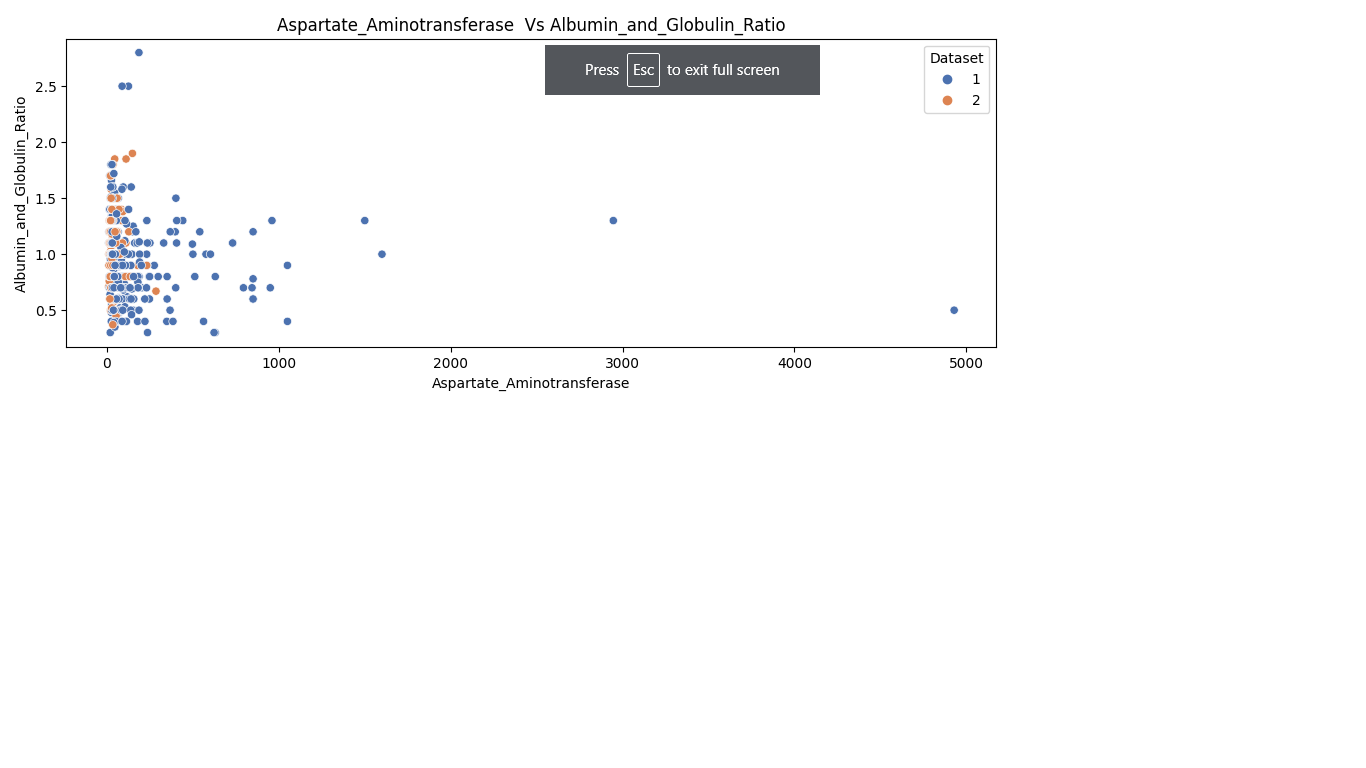 Aspartate_Aminotransferase  Vs Albumin_and_Globulin_Ratio
Press Esc to exit full screen
Dataset
1
2
Albumin_and_Globulin_Ratio
2.5
2.0
1.5
1.0
0.5
0 1000 2000 3000 4000 5000
Aspartate_Aminotransferase